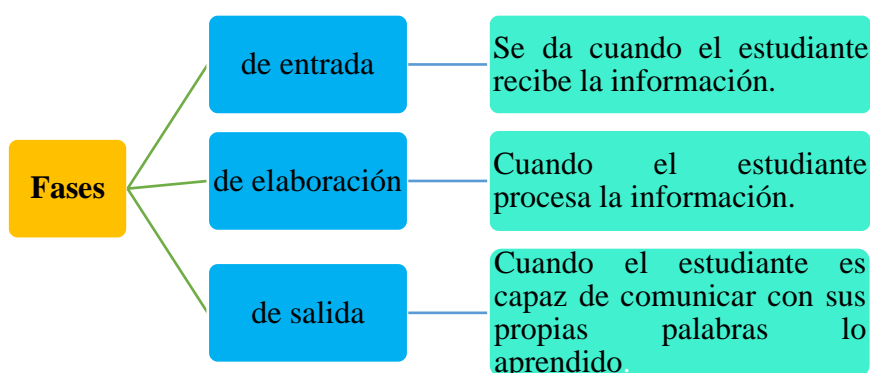 Fases
de entrada
Se da cuando el estudiante
recibe la información.
de elaboración
Cuando el estudiante
procesa la información.
de salida
Cuando el estudiante es
capaz de comunicar con sus
propias palabras lo
aprendido.